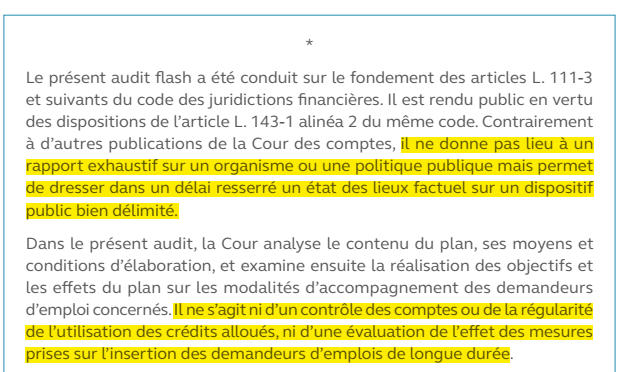 *
Le présent audit flash a été conduit sur le fondement des articles L. 111-3
et suivants du code des juridictions financières. Il est rendu public en vertu
des dispositions de l’article L. 143-1 alinéa 2 du même code. Contrairement
à d’autres publications de la Cour des comptes, il ne donne pas lieu à un
rapport exhaustif sur un organisme ou une politique publique mais permet
de dresser dans un délai resserré un état des lieux factuel sur un dispositif
public bien délimité.
Dans le présent audit, la Cour analyse le contenu du plan, ses moyens et
conditions d’élaboration, et examine ensuite la réalisation des objectifs et
les effets du plan sur les modalités d’accompagnement des demandeurs
d’emploi concernés. Il ne s’agit ni d’un contrôle des comptes ou de la régularité
de l’utilisation des crédits alloués, ni d’une évaluation de l’effet des mesures
prises sur l’insertion des demandeurs d’emplois de longue durée.